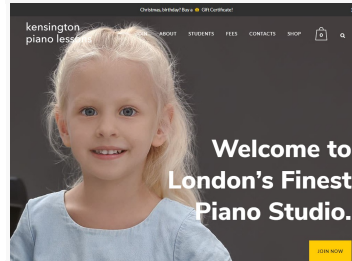 Christmas, birthday? Buy a Gift Certificate!
kensington
piano lessons
ABOUT STUDENTS FEES CONTACTS SHOP 0
Welcome to
London's Finest
Piano Studio.
JOIN NOW